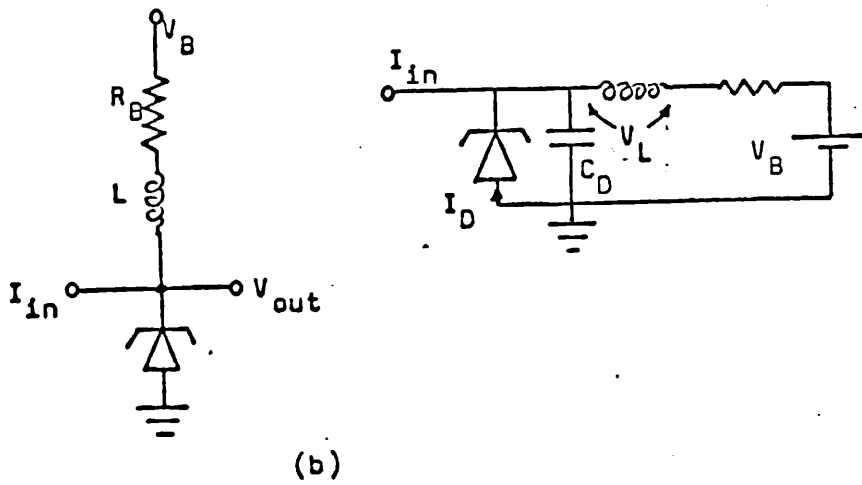 V_B
R_B
L
I_in
V_out
I_in
V_L
C_D
V_B
I_D
(b)